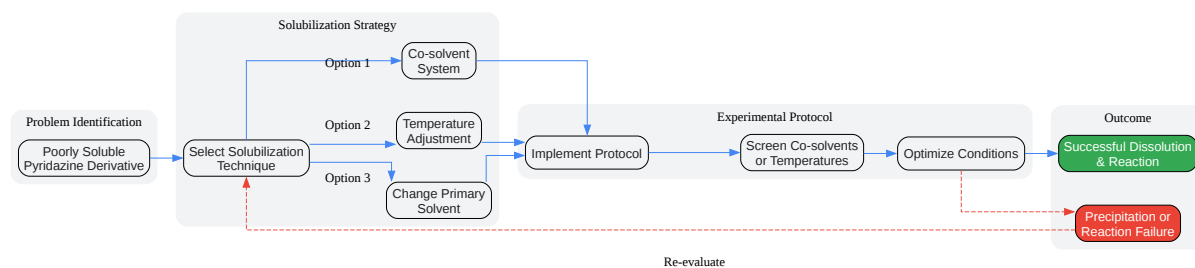 Solubilization Strategy
Option 1
Co-solvent
System
Problem Identification
Poorly Soluble
Pyridazine Derivative
Select Solubilization
Technique
Option 2
Temperature
Adjustment
Option 3
Change Primary
Solvent
Experimental Protocol
Implement Protocol
Screen Co-solvents
or Temperatures
Optimize Conditions
Outcome
Successful Dissolution
& Reaction
Precipitation or
Reaction Failure
Re-evaluate